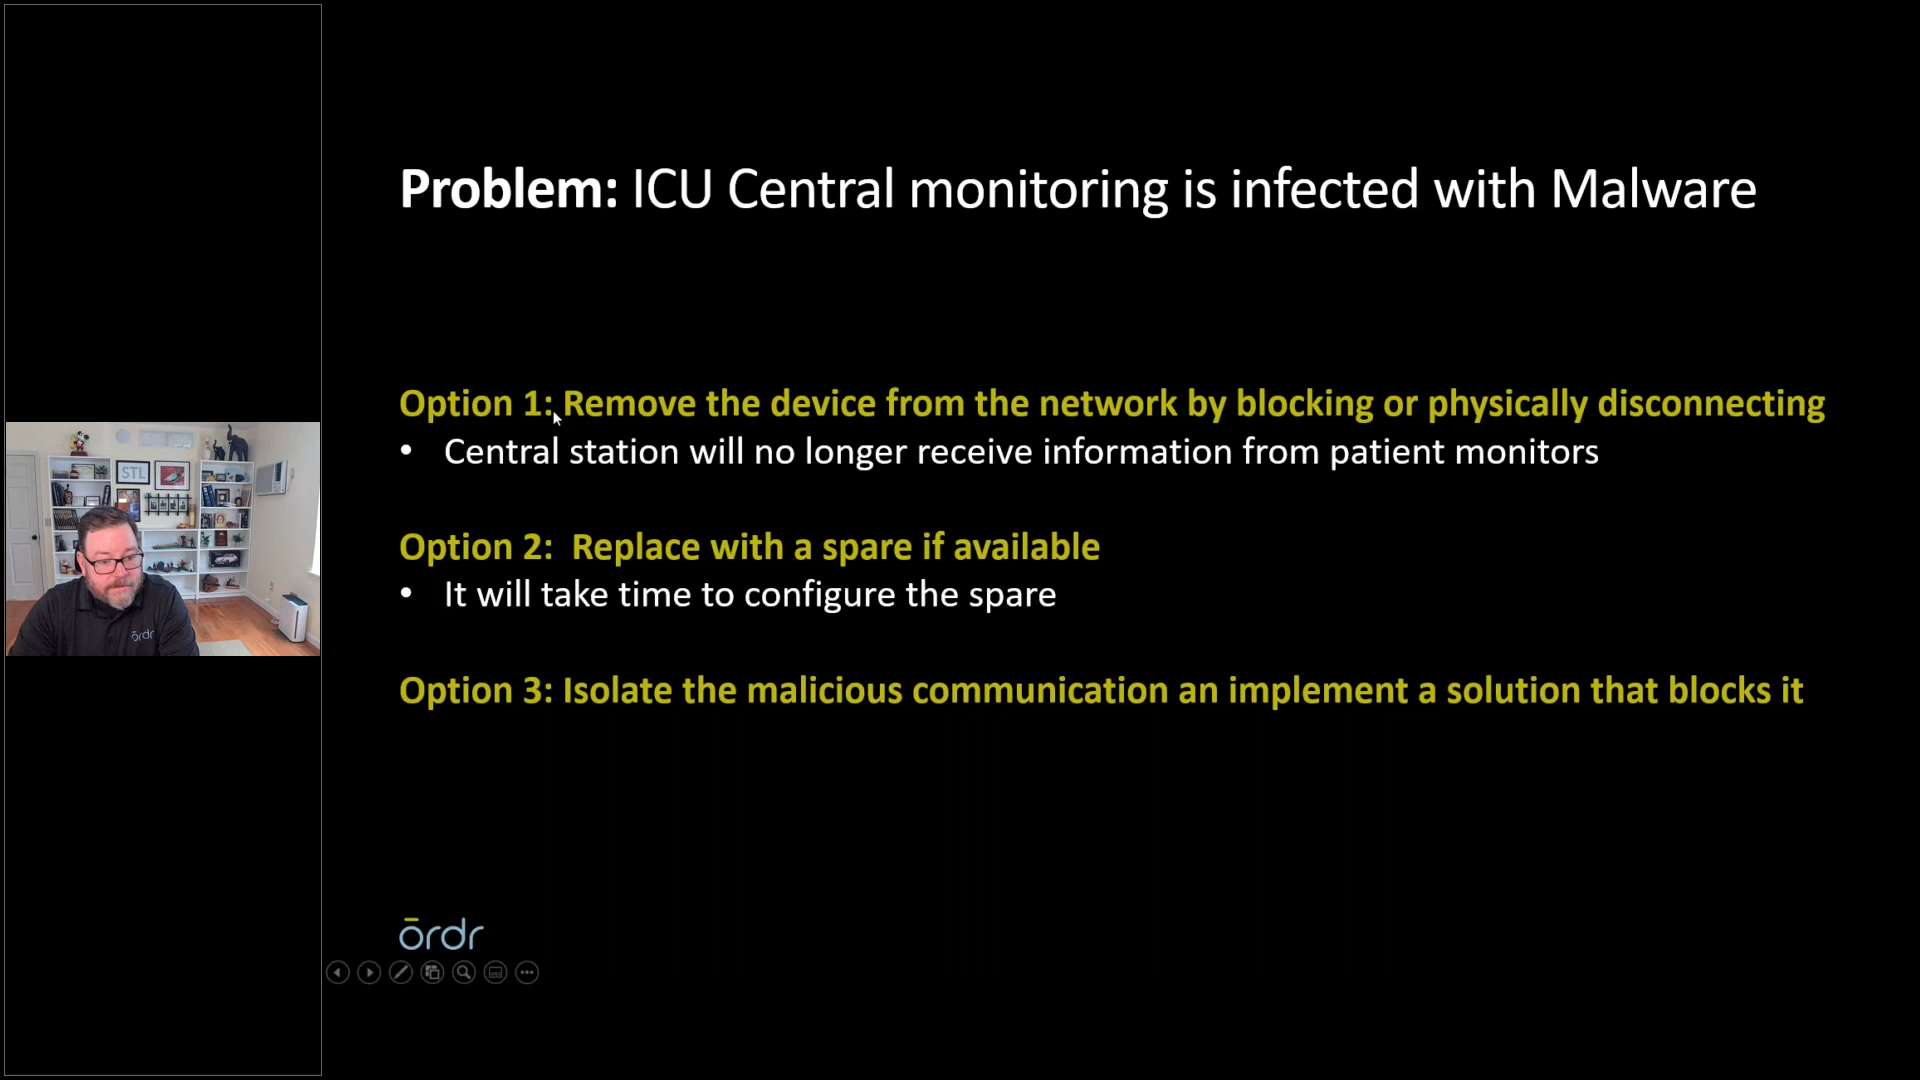 Problem: ICU Central monitoring is infected with Malware
Option 1: Remove the device from the network by blocking or physically disconnecting
• Central station will no longer receive information from patient monitors
Option 2: Replace with a spare if available
• It will take time to configure the spare
Option 3: Isolate the malicious communication an implement a solution that blocks it
STL
ōrdr
ōrdr